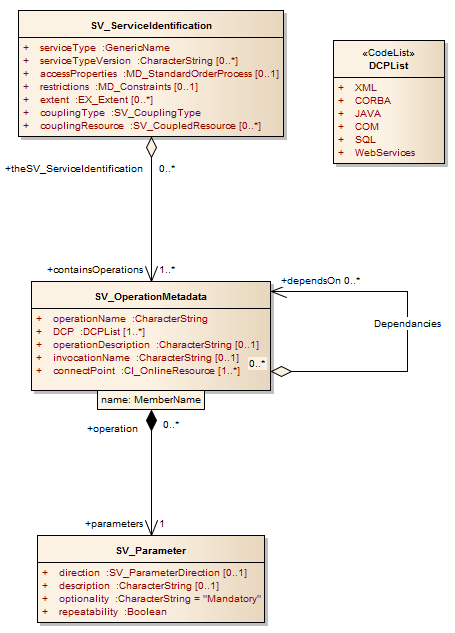 SV_ServiceIdentification
+ serviceType :GenericName
+ serviceTypeVersion :CharacterString [0..*]
+ accessProperties :MD_StandardOrderProcess [0..1]
+ restrictions :MD_Constraints [0..1]
+ extent :EX_Extent [0..*]
+ couplingType :SV_CouplingType
+ couplingResource :SV_CoupledResource [0..*]
«CodeList»
DCPList
+ XML
+ CORBA
+ JAVA
+ COM
+ SQL
+ WebServices
+theSV_ServiceIdentification 0..*
+containsOperations 1..*
SV_OperationMetadata
+ operationName :CharacterString
+ DCP :DCPList [1..*]
+ operationDescription :CharacterString [0..1]
+ invocationName :CharacterString [0..1]
+ connectPoint :CI_OnlineResource [1..*]
+dependsOn 0..*
Dependancies
0..*
name: MemberName
+operation 0..*
+parameters 1
SV_Parameter
+ direction :SV_ParameterDirection [0..1]
+ description :CharacterString [0..1]
+ optionality :CharacterString = "Mandatory"
+ repeatability :Boolean